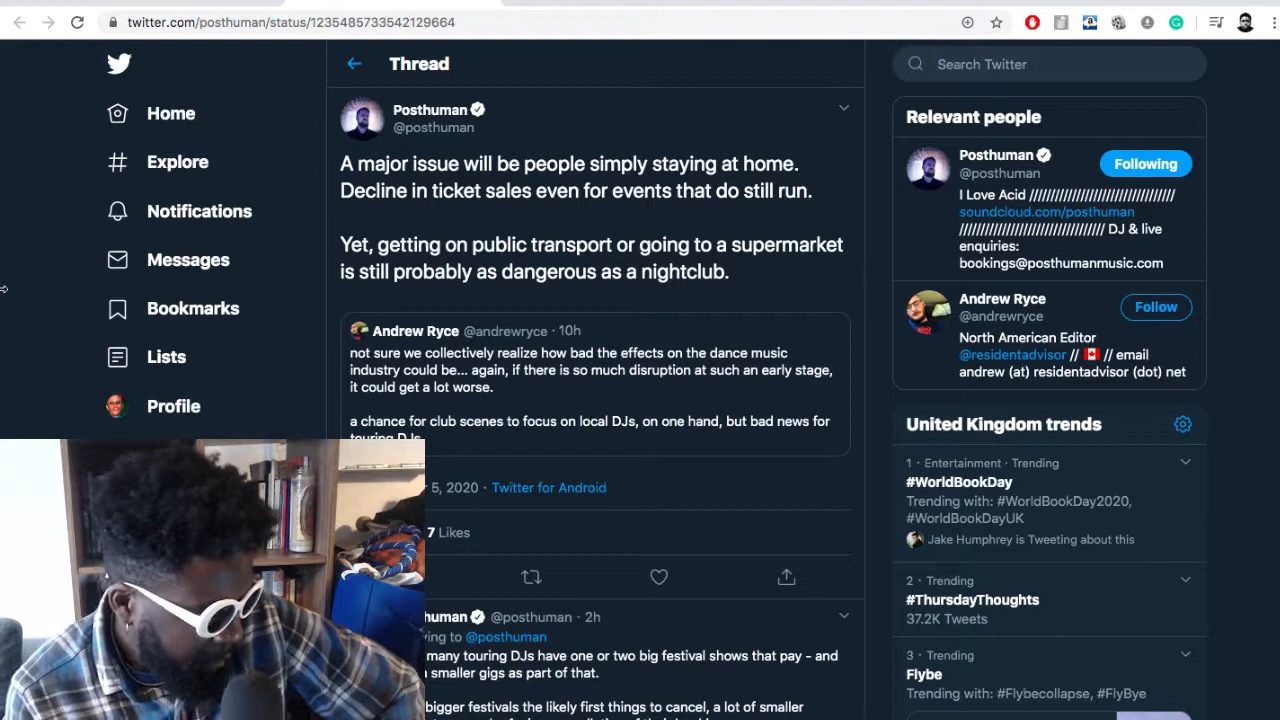 twitter.com/posthuman/status/1235485733542129664
Home
Explore
Notifications
Messages
Bookmarks
Lists
Profile
Thread
Posthuman
@posthuman
A major issue will be people simply staying at home.
Decline in ticket sales even for events that do still run.
Yet, getting on public transport or going to a supermarket
is still probably as dangerous as a nightclub.
Andrew Ryce @andrewryce · 10h
not sure we collectively realize how bad the effects on the dance music
industry could be... again, if there is so much disruption at such an early stage,
it could get a lot worse.
a chance for club scenes to focus on local DJs, on one hand, but bad news for
touring DJs
5, 2020 · Twitter for Android
7 Likes
human @posthuman · 2h
ying to @posthuman
many touring DJs have one or two big festival shows that pay - and
smaller gigs as part of that.
bigger festivals the likely first things to cancel, a lot of smaller
Search Twitter
Relevant people
Posthuman
@posthuman
Following
I Love Acid //////////////////////////////////
soundcloud.com/posthuman
////////////////////////////////// DJ & live
enquiries:
bookings@posthumanmusic.com
Andrew Ryce
@andrewryce
Follow
North American Editor
@residentadvisor // 🇨🇦 // email
andrew (at) residentadvisor (dot) net
United Kingdom trends
1 · Entertainment · Trending
#WorldBookDay
Trending with: #WorldBookDay2020,
#WorldBookDayUK
Jake Humphrey is Tweeting about this
2 · Trending
#ThursdayThoughts
37.2K Tweets
3 · Trending
Flybe
Trending with: #Flybecollapse, #FlyBye